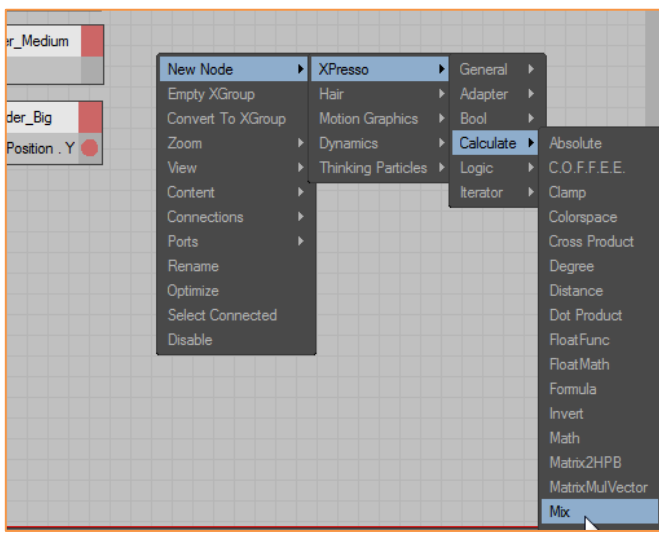 er_Medium
der_Big
Position . Y
New Node
Empty XGroup
Convert To XGroup
Zoom
View
Content
Connections
Ports
Rename
Optimize
Select Connected
Disable
XPresso
Hair
Motion Graphics
Dynamics
Thinking Particles
General
Adapter
Bool
Calculate
Logic
Iterator
Absolute
C.O.F.F.E.E.
Clamp
Colorspace
Cross Product
Degree
Distance
Dot Product
FloatFunc
FloatMath
Formula
Invert
Math
Matrix2HPB
MatrixMulVector
Mix